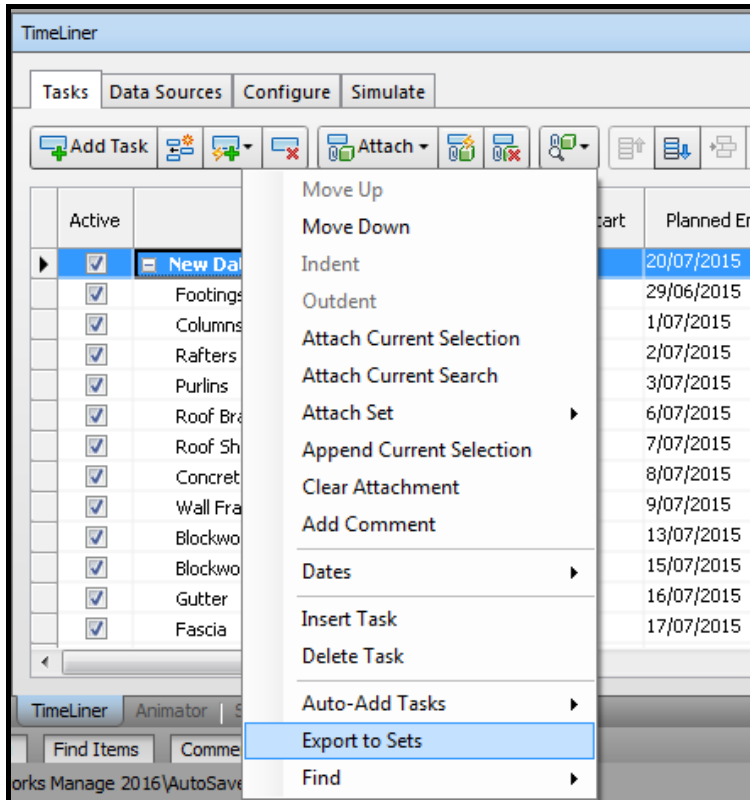 TimeLiner
Tasks Data Sources Configure Simulate
Add Task Attach
Active Planned
Move Up
Move Down
Indent
Outdent
Attach Current Selection
Attach Current Search
Attach Set
Append Current Selection
Clear Attachment
Add Comment
Dates
Insert Task
Delete Task
Auto-Add Tasks
Export to Sets
Find
New 20/07/2015
Footings 29/06/2015
Columns 1/07/2015
Rafters 2/07/2015
Purlins 3/07/2015
Roof 6/07/2015
Roof 7/07/2015
8/07/2015
Wall 9/07/2015
13/07/2015
15/07/2015
Gutter 16/07/2015
Fascia 17/07/2015
TimeLiner Animator
Find Items
Manage 2016\AutoSave